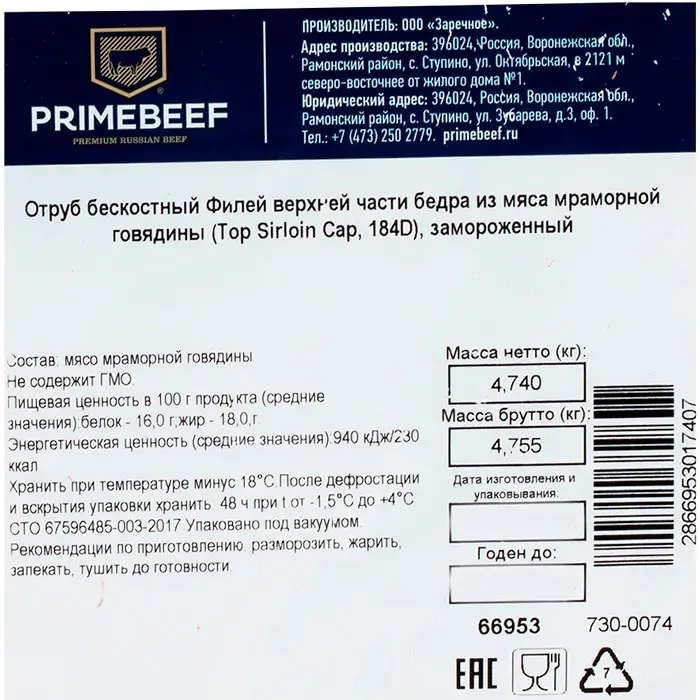 PRIMEBEEF
PREMIUM RUSSIAN BEEF
ПРОИЗВОДИТЕЛЬ: ООО «Заречное».
Адрес производства: 396024, Россия, Воронежская обл.,
Рамонский район, с. Ступино, ул. Октябрьская, в 2121 м
северо-восточнее от жилого дома №1.
Юридический адрес: 396024, Россия, Воронежская обл.,
Рамонский район, с. Ступино, ул. Зубарева, д.3, оф. 1.
Тел.: +7 (473) 250 2779. primebeef.ru
Отруб бескостный Филей верхней части бедра из мяса мраморной
говядины (Top Sirloin Cap, 184D), замороженный
Состав: мясо мраморной говядины
Не содержит ГМО.
Пищевая ценность в 100 г продукта (средние
значения):белок - 16,0 г;жир - 18,0,г.
Энергетическая ценность (средние значения):940 кДж/230
ккал
Хранить при температуре минус 18°С.После дефростации
и вскрытия упаковки хранить: 48 ч при t от -1,5°С до +4°С
СТО 67596485-003-2017 Упаковано под вакуумом.
Рекомендации по приготовлению: разморозить, жарить,
запекать, тушить до готовности.
Масса нетто (кг):
4,740
Масса брутто (кг):
4,755
Дата изготовления и
упаковывания:
Годен до:
66953 730-0074
2866953017407
EAC
7